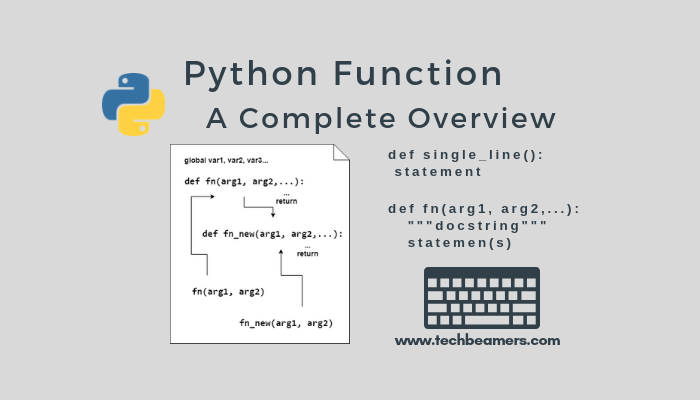 Python Function
A Complete Overview
global var1, var2, var3...
def fn(arg1, arg2,...):
...
return
def fn_new(arg1, arg2,...):
...
return
fn(arg1, arg2)
fn_new(arg1, arg2)
def single_line():
statement
def fn(arg1, arg2,...):
"""docstring"""
statemen(s)
www.techbeamers.com